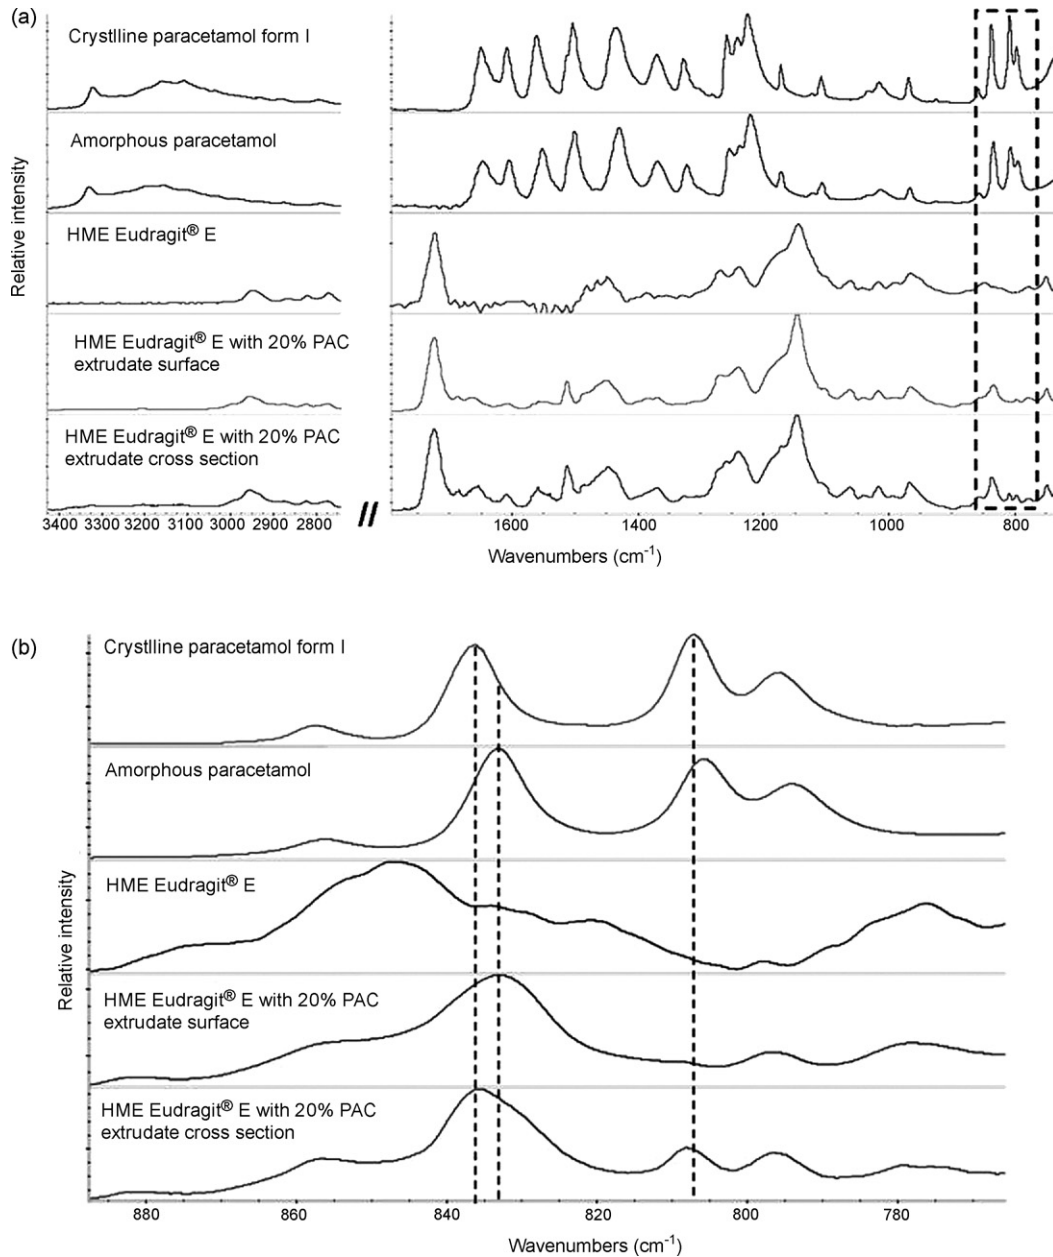 (a)
Crystlline paracetamol form I
Amorphous paracetamol
HME Eudragit® E
HME Eudragit® E with 20% PAC
extrudate surface
HME Eudragit® E with 20% PAC
extrudate cross section
Relative intensity
3400 3300 3200 3100 3000 2900 2800 // 1600 1400 1200 1000 800
Wavenumbers (cm⁻¹)
(b)
Crystlline paracetamol form I
Amorphous paracetamol
HME Eudragit® E
HME Eudragit® E with 20% PAC
extrudate surface
HME Eudragit® E with 20% PAC
extrudate cross section
Relative intensity
880 860 840 820 800 780
Wavenumbers (cm⁻¹)